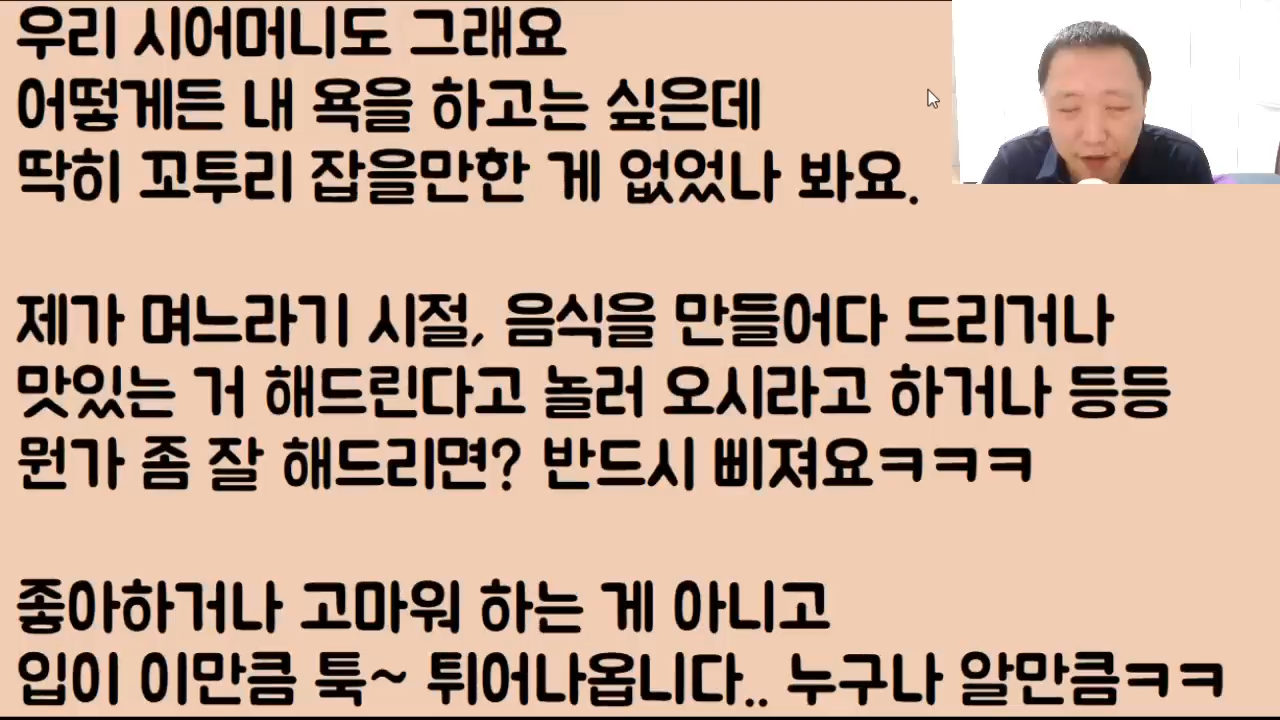 우리 시어머니도 그래요
어떻게든 내 욕을 하고는 싶은데
딱히 꼬투리 잡을만한 게 없었나 봐요.
제가 며느라기 시절, 음식을 만들어다 드리거나
맛있는 거 해드린다고 놀러 오시라고 하거나 등등
뭔가 좀 잘 해드리면? 반드시 삐져요ㅋㅋㅋ
좋아하거나 고마워 하는 게 아니고
입이 이만큼 툭~ 튀어나옵니다.. 누구나 알만큼ㅋㅋ